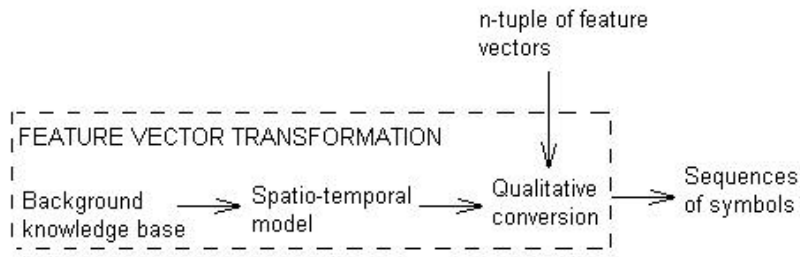 n-tuple of feature
vectors
FEATURE VECTOR TRANSFORMATION
Background
knowledge base
Spatio-temporal
model
Qualitative
conversion
Sequences
of symbols